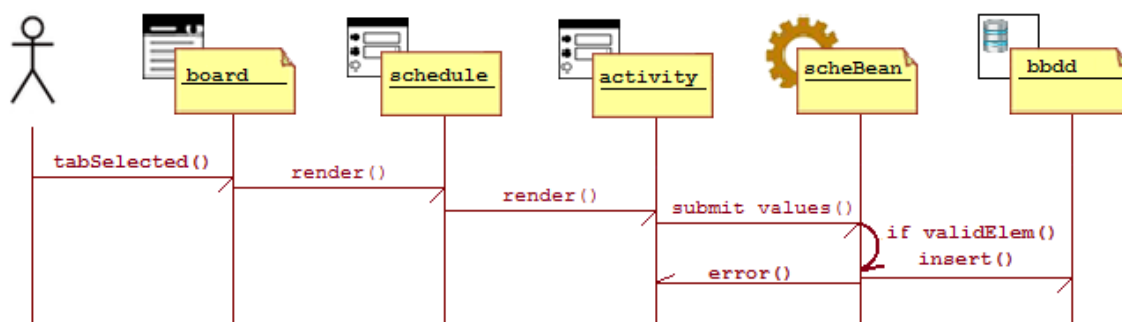 board
schedule
activity
scheBean
bbdd
tabSelected()
render()
render()
submit values()
if validElem()
insert()
error()